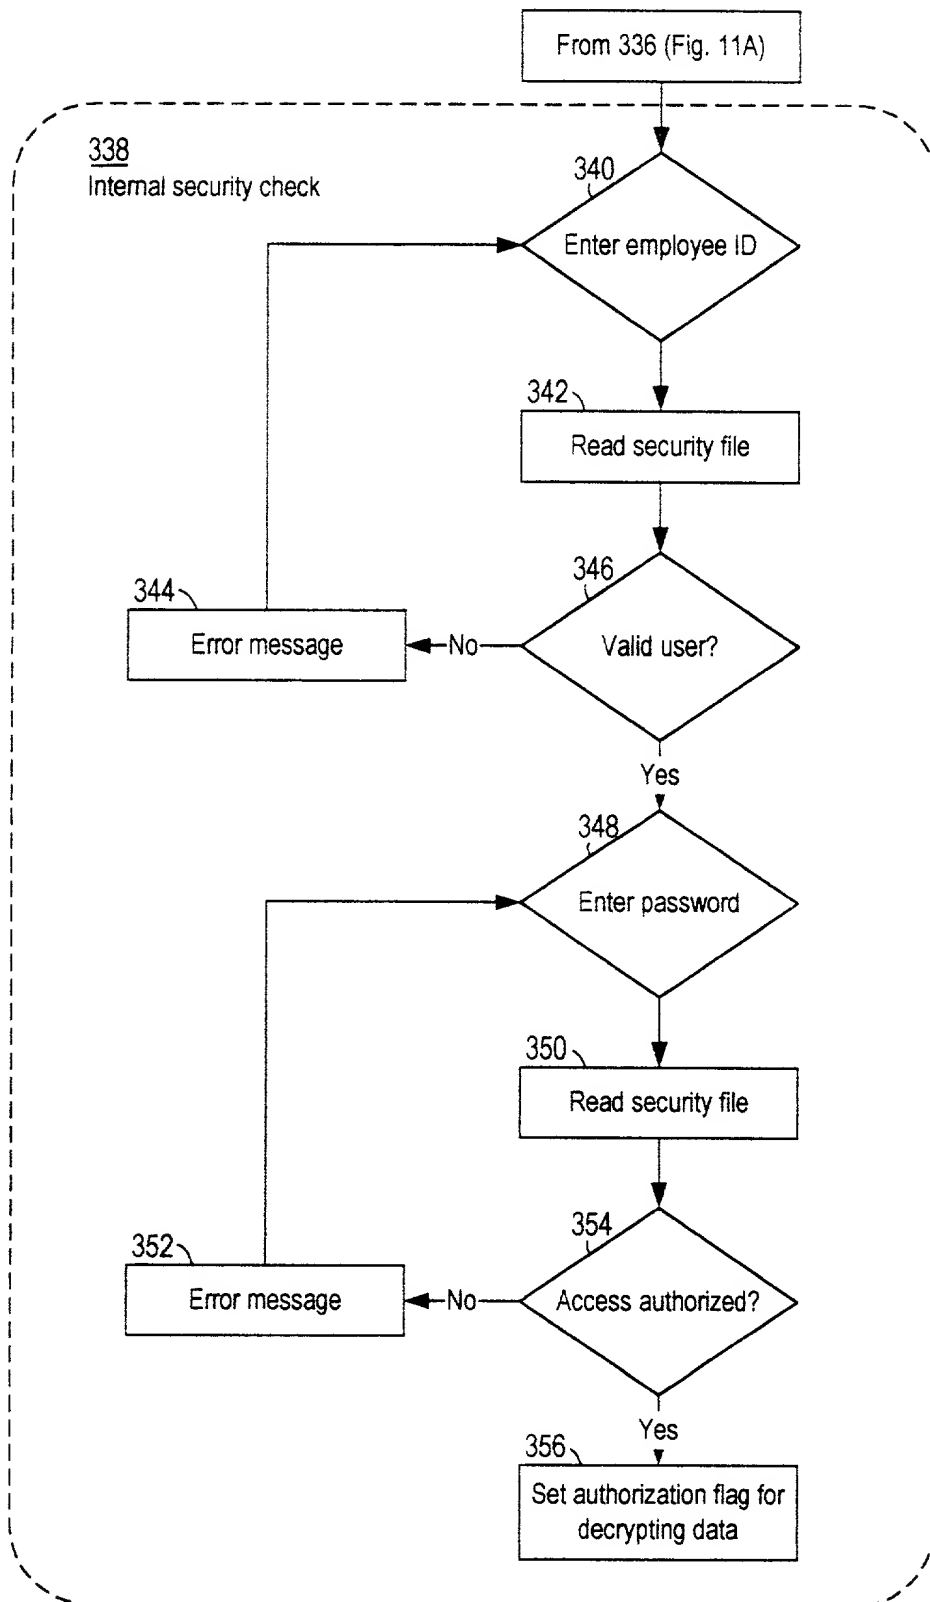 From 336 (Fig. 11A)
338
Internal security check
340
Enter employee ID
342
Read security file
346
Valid user?
344
Error message
No
Yes
348
Enter password
350
Read security file
354
Access authorized?
352
Error message
No
Yes
356
Set authorization flag for
decrypting data